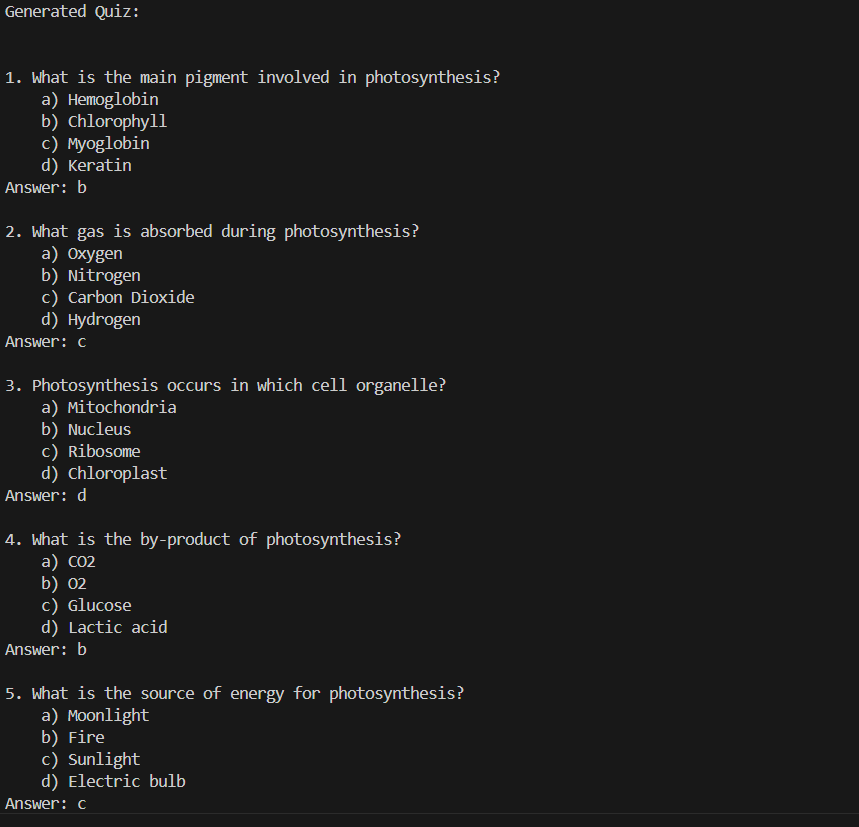 Generated Quiz:
1. What is the main pigment involved in photosynthesis?
a) Hemoglobin
b) Chlorophyll
c) Myoglobin
d) Keratin
Answer: b
2. What gas is absorbed during photosynthesis?
a) Oxygen
b) Nitrogen
c) Carbon Dioxide
d) Hydrogen
Answer: c
3. Photosynthesis occurs in which cell organelle?
a) Mitochondria
b) Nucleus
c) Ribosome
d) Chloroplast
Answer: d
4. What is the by-product of photosynthesis?
a) CO2
b) O2
c) Glucose
d) Lactic acid
Answer: b
5. What is the source of energy for photosynthesis?
a) Moonlight
b) Fire
c) Sunlight
d) Electric bulb
Answer: c